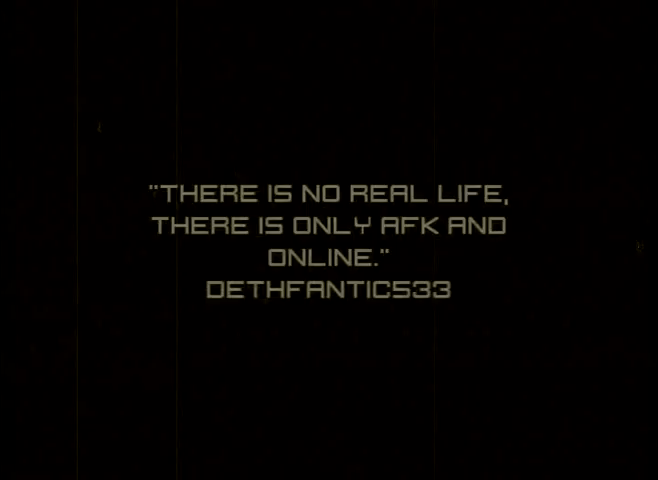 "THERE IS NO REAL LIFE,
THERE IS ONLY AFK AND
ONLINE."
DETHFANTIC533